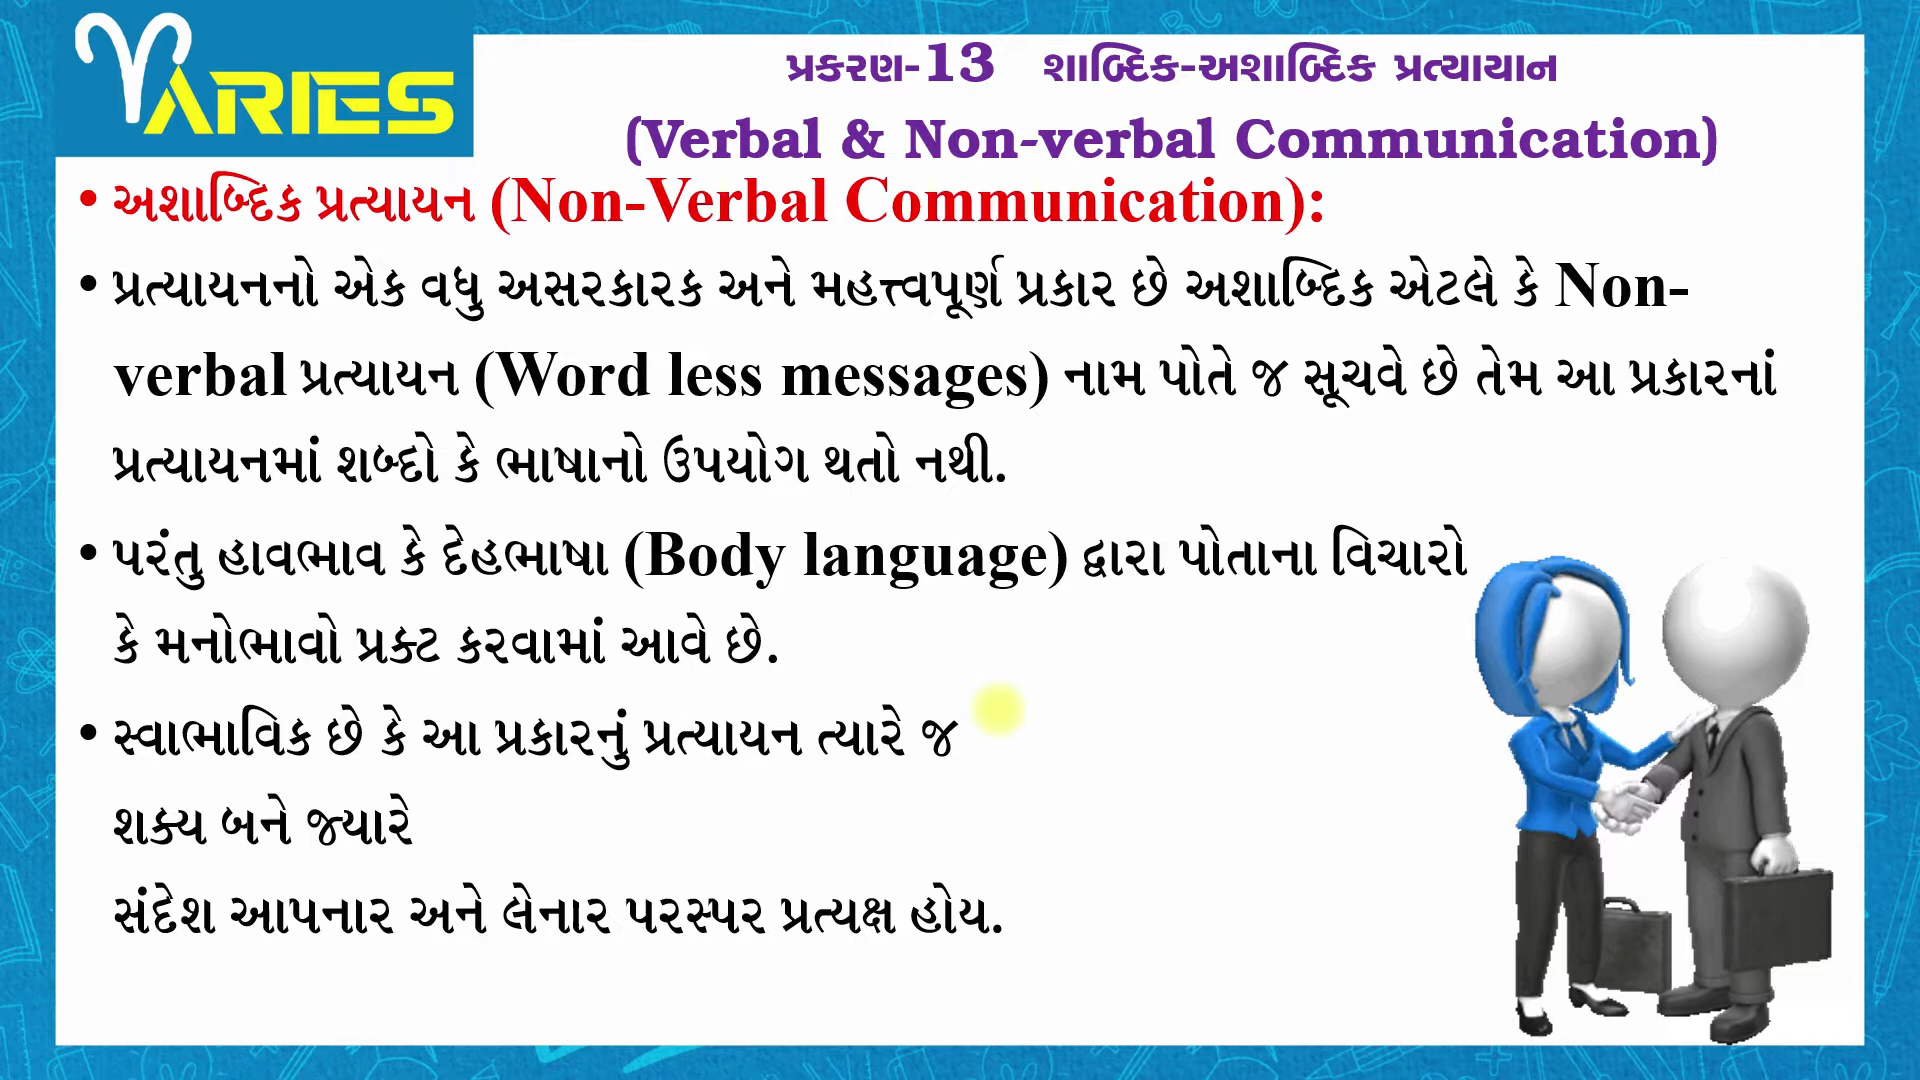 ARIES
પ્રકરણ-13 શાબ્દિક-અશાબ્દિક પ્રત્યાયાન
(Verbal & Non-verbal Communication)
• અશાબ્દિક પ્રત્યાયન (Non-Verbal Communication):
• પ્રત્યાયનનો એક વધુ અસરકારક અને મહત્ત્વપૂર્ણ પ્રકાર છે અશાબ્દિક એટલે કે Non-
verbal પ્રત્યાયન (Word less messages) નામ પોતે જ સૂચવે છે તેમ આ પ્રકારનાં
પ્રત્યાયનમાં શબ્દો કે ભાષાનો ઉપયોગ થતો નથી.
• પરંતુ હાવભાવ કે દેહભાષા (Body language) દ્વારા પોતાના વિચારો
કે મનોભાવો પ્રક્ટ કરવામાં આવે છે.
• સ્વાભાવિક છે કે આ પ્રકારનું પ્રત્યાયન ત્યારે જ
શક્ય બને જ્યારે
સંદેશ આપનાર અને લેનાર પરસ્પર પ્રત્યક્ષ હોય.